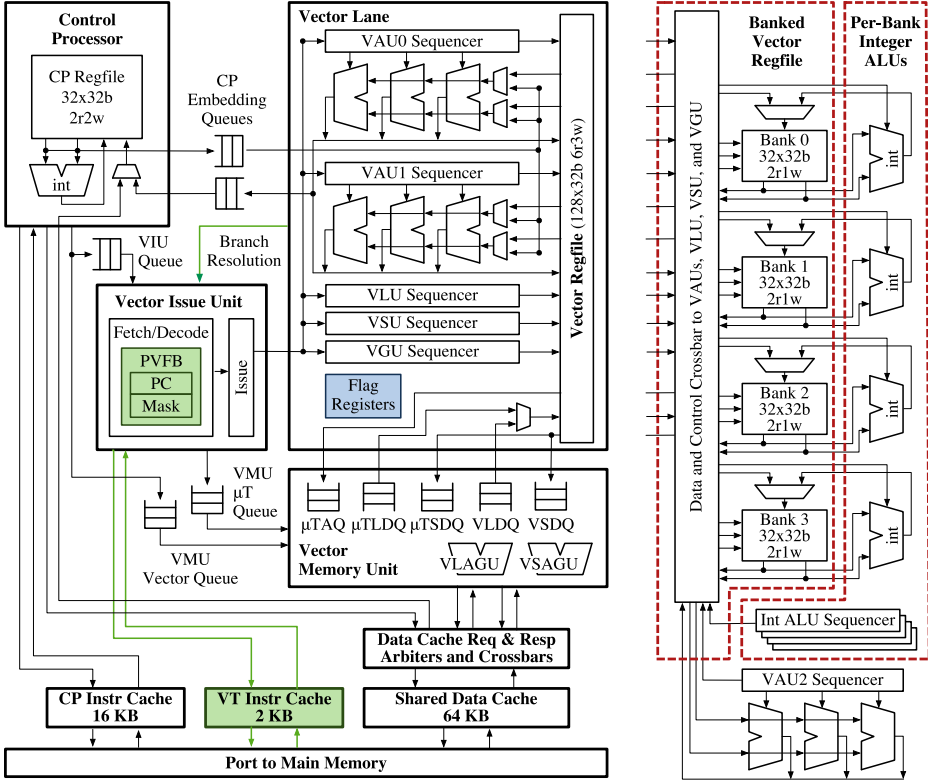 Control
Processor
CP Regfile
32x32b
2r2w
int
CP
Embedding
Queues
VIU
Queue
Branch
Resolution
Vector Issue Unit
Fetch/Decode
PVFB
PC
Mask
Issue
VMU
μT
Queue
VMU
Vector Queue
Vector Lane
VAU0 Sequencer
VAU1 Sequencer
VLU Sequencer
VSU Sequencer
VGU Sequencer
Flag
Registers
Vector Regfile (128x32b 6r3w)
μTAQ
μTLDQ
μTSDQ
VLDQ
VSDQ
Vector
Memory Unit
VLAGU
VSAGU
Data Cache Req & Resp
Arbiters and Crossbars
CP Instr Cache
16 KB
VT Instr Cache
2 KB
Shared Data Cache
64 KB
Port to Main Memory
Data and Control Crossbar to VAUs, VLU, VSU, and VGU
Banked
Vector
Regfile
Per-Bank
Integer
ALUs
Bank 0
32x32b
2r1w
int
Bank 1
32x32b
2r1w
int
Bank 2
32x32b
2r1w
int
Bank 3
32x32b
2r1w
int
Int ALU Sequencer
VAU2 Sequencer